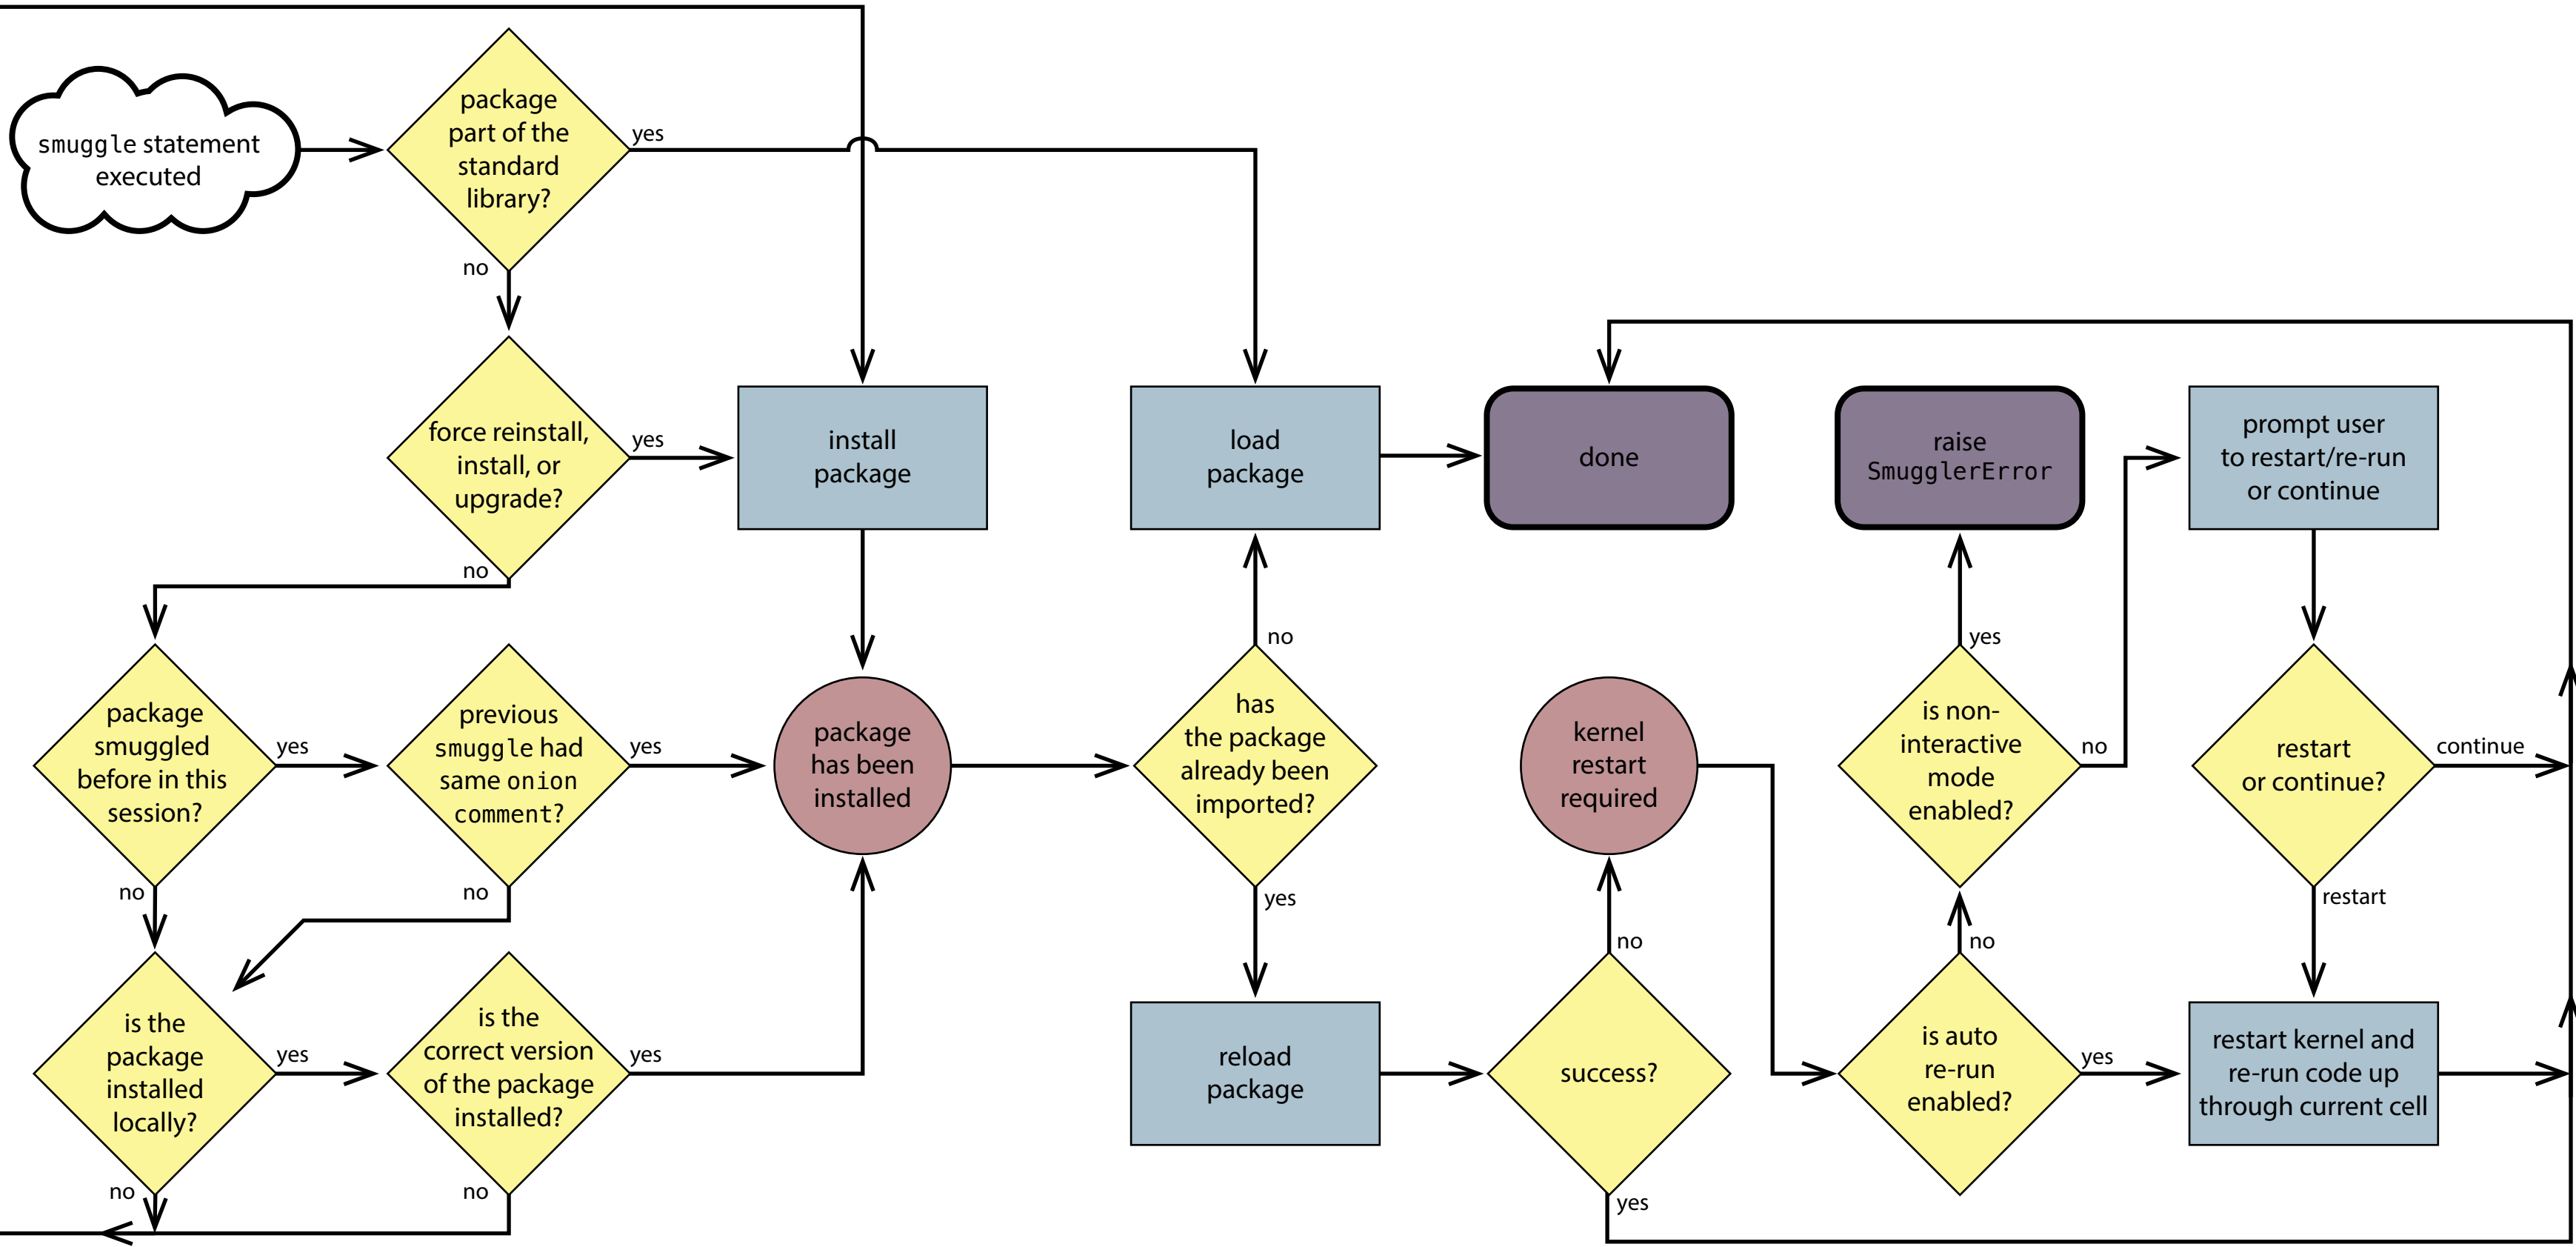 smuggle statement
executed
package
part of the
standard
library?
yes
no
force reinstall,
install, or
upgrade?
yes
no
install
package
load
package
done
raise
SmugglerError
prompt user
to restart/re-run
or continue
package
smuggled
before in this
session?
yes
no
previous
smuggle had
same onion
comment?
yes
no
package
has been
installed
has
the package
already been
imported?
no
yes
kernel
restart
required
is non-
interactive
mode
enabled?
yes
no
restart
or continue?
continue
restart
is the
package
installed
locally?
yes
no
is the
correct version
of the package
installed?
yes
no
reload
package
success?
no
yes
is auto
re-run
enabled?
no
yes
restart kernel and
re-run code up
through current cell